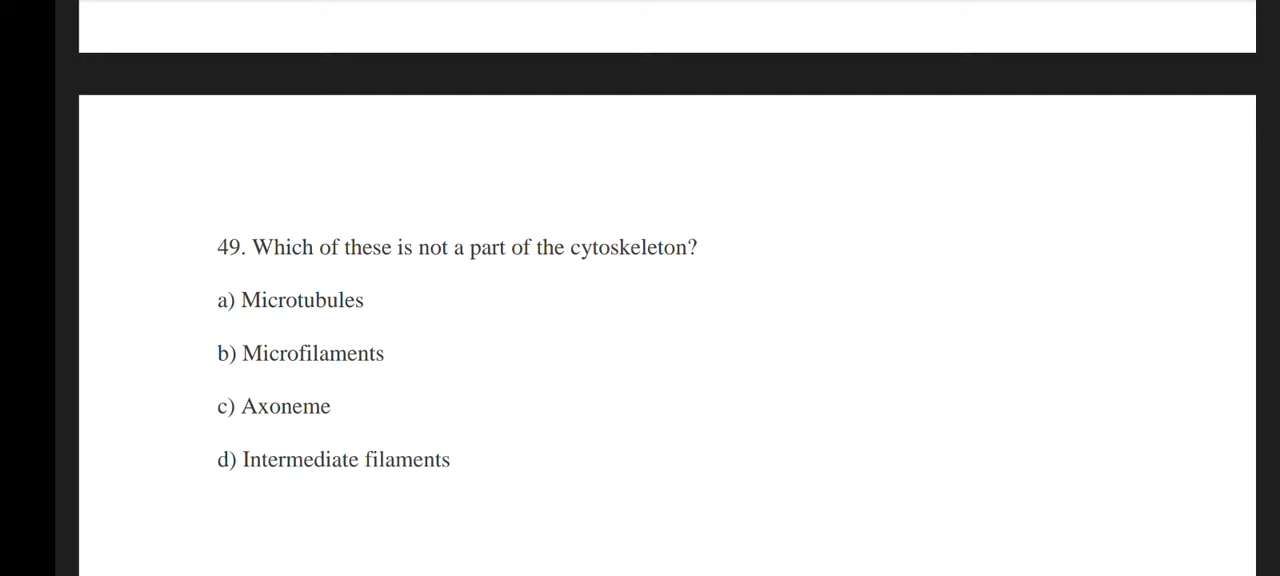 49. Which of these is not a part of the cytoskeleton?
a) Microtubules
b) Microfilaments
c) Axoneme
d) Intermediate filaments